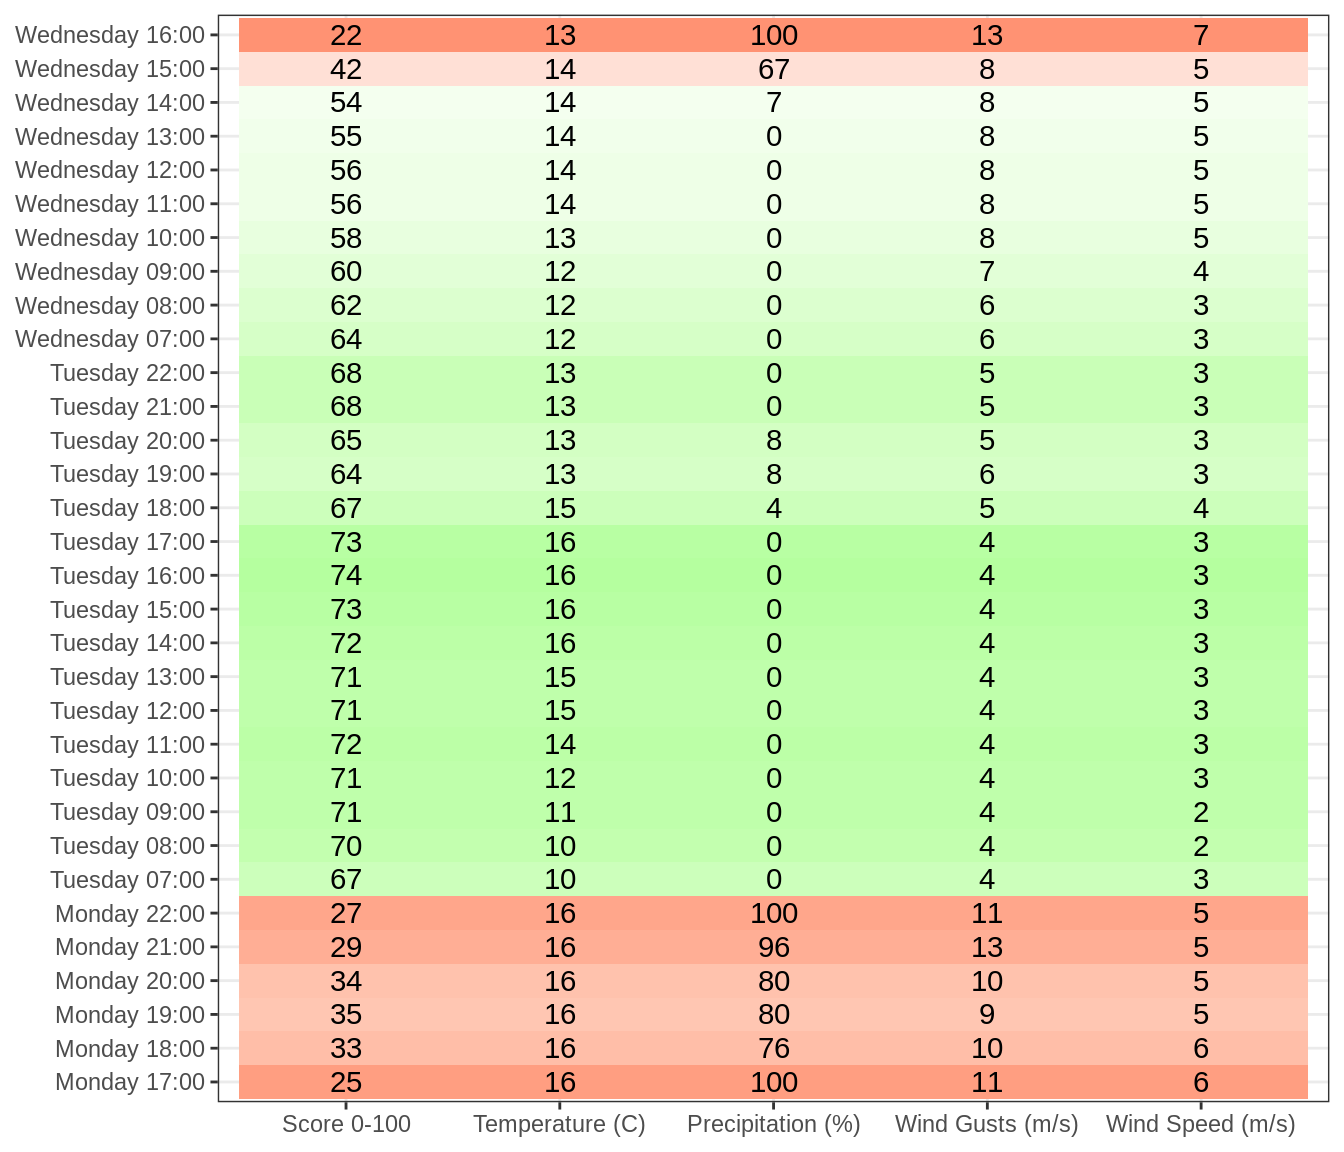 Wednesday 16:00 22 13 100 13 7
Wednesday 15:00 42 14 67 8 5
Wednesday 14:00 54 14 7 8 5
Wednesday 13:00 55 14 0 8 5
Wednesday 12:00 56 14 0 8 5
Wednesday 11:00 56 14 0 8 5
Wednesday 10:00 58 13 0 8 5
Wednesday 09:00 60 12 0 7 4
Wednesday 08:00 62 12 0 6 3
Wednesday 07:00 64 12 0 6 3
Tuesday 22:00 68 13 0 5 3
Tuesday 21:00 68 13 0 5 3
Tuesday 20:00 65 13 8 5 3
Tuesday 19:00 64 13 8 6 3
Tuesday 18:00 67 15 4 5 4
Tuesday 17:00 73 16 0 4 3
Tuesday 16:00 74 16 0 4 3
Tuesday 15:00 73 16 0 4 3
Tuesday 14:00 72 16 0 4 3
Tuesday 13:00 71 15 0 4 3
Tuesday 12:00 71 15 0 4 3
Tuesday 11:00 72 14 0 4 3
Tuesday 10:00 71 12 0 4 3
Tuesday 09:00 71 11 0 4 2
Tuesday 08:00 70 10 0 4 2
Tuesday 07:00 67 10 0 4 3
Monday 22:00 27 16 100 11 5
Monday 21:00 29 16 96 13 5
Monday 20:00 34 16 80 10 5
Monday 19:00 35 16 80 9 5
Monday 18:00 33 16 76 10 6
Monday 17:00 25 16 100 11 6
Score 0-100 Temperature (C) Precipitation (%) Wind Gusts (m/s) Wind Speed (m/s)